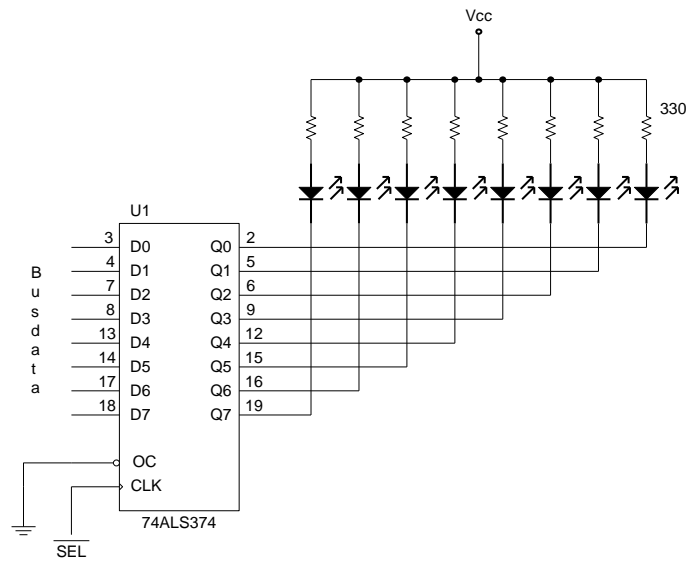 Vcc
330
U1
3 D0 Q0 2
4 D1 Q1 5
7 D2 Q2 6
8 D3 Q3 9
13 D4 Q4 12
14 D5 Q5 15
17 D6 Q6 16
18 D7 Q7 19
Busdata
OC
CLK
74ALS374
SEL